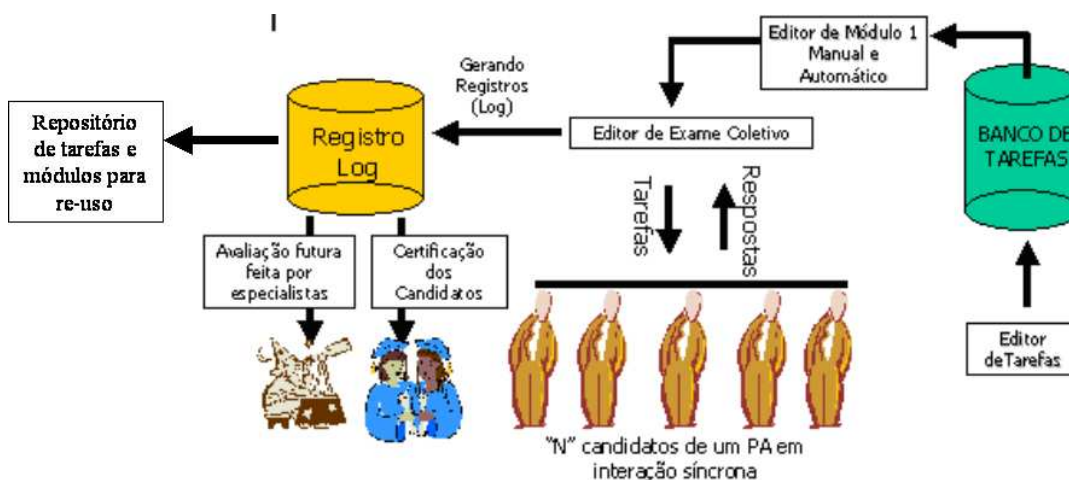 Editor de Módulo 1
Manual e
Automático
Gerando
Registros
(Log)
Repositório
de tarefas e
módulos para
re-uso
Registro
Log
Editor de Exame Coletivo
BANCO DE
TAREFAS
Tarefas
Respostas
Avaliação futura
feita por
especialistas
Certificação
dos
Candidatos
Editor
deTarefas
"N" candidatos de um PA em
interação síncrona